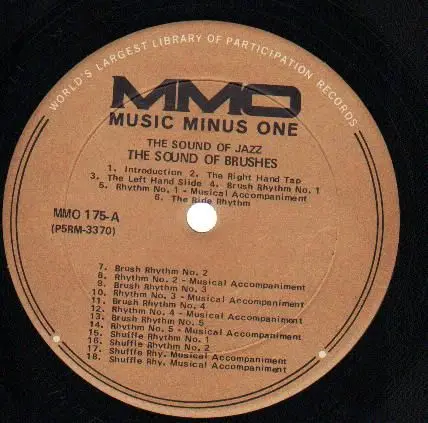 WORLD'S LARGEST LIBRARY OF PARTICIPATION RECORDS
MMO
MUSIC MINUS ONE
THE SOUND OF JAZZ
THE SOUND OF BRUSHES
1. Introduction 2. The Right Hand Tap
3. The Left Hand Slide 4. Brush Rhythm No. 1
5. Rhythm No. 1 - Musical Accompaniment
6. The Ride Rhythm
MMO 175-A
(P5RM-3370)
7. Brush Rhythm No. 2
8. Rhythm No. 2 - Musical Accompaniment
9. Brush Rhythm No. 3
10. Rhythm No. 3 - Musical Accompaniment
11. Brush Rhythm No. 4
12. Rhythm No. 4 - Musical Accompaniment
13. Brush Rhythm No. 5
14. Rhythm No. 5 - Musical Accompaniment
15. Shuffle Rhythm No. 1
16. Shuffle Rhythm No. 2
17. Shuffle Rhy. Musical Accompaniment
18. Shuffle Rhy. Musical Accompaniment